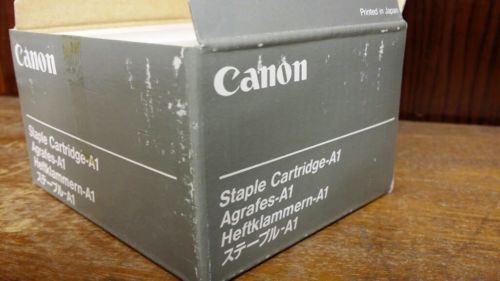 Printed in Japan
Canon
Staple Cartridge-A1
Agrafes-A1
Heftklammern-A1
ステープル-A1
Canon
Staple Cartridge-A1
Agrafes-A1
Heftklammern-A1
ステープル-A1